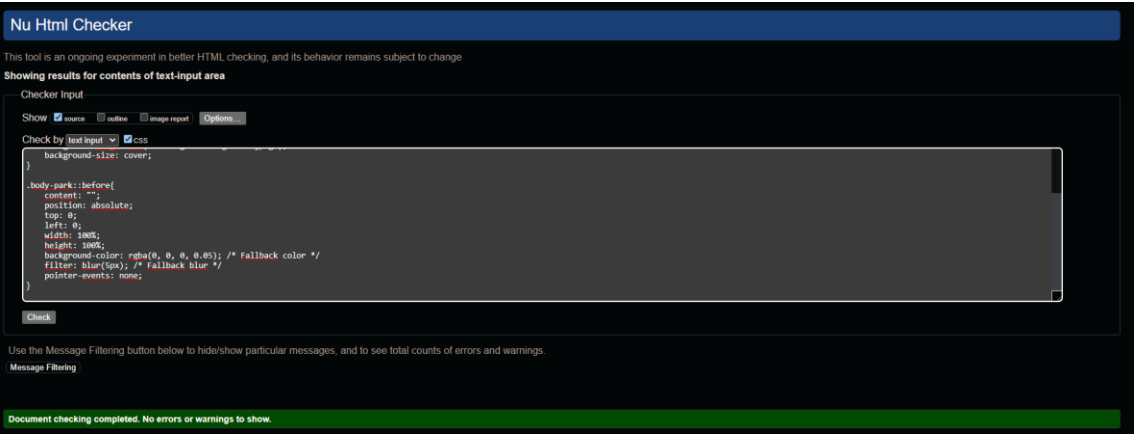 Nu Html Checker
This tool is an ongoing experiment in better HTML checking, and its behavior remains subject to change
Showing results for contents of text-input area
Checker Input
Show source outline image report Options...
Check by text input css
background-size: cover;
}
.body-park::before{
content: "";
position: absolute;
top: 0;
left: 0;
width: 100%;
height: 100%;
background-color: rgba(0, 0, 0, 0.05); /* Fallback color */
filter: blur(5px); /* Fallback blur */
pointer-events: none;
}
Check
Use the Message Filtering button below to hide/show particular messages, and to see total counts of errors and warnings.
Message Filtering
Document checking completed. No errors or warnings to show.